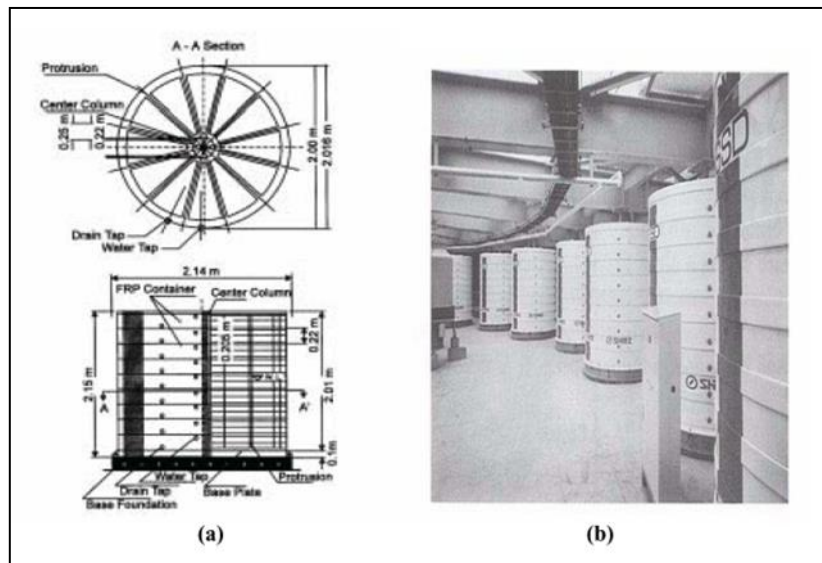 A - A Section
Protrusion
Center Column
0.25 m
0.22 m
2.00 m
2.016 m
Drain Tap
Water Tap
2.14 m
FRP Container
Center Column
2.15 m
A
0.205 m
A'
0.22 m
2.01 m
0.1m
Water Tap
Drain Tap
Base Foundation
Base Plate
Protrusion
SSD
(a)
(b)